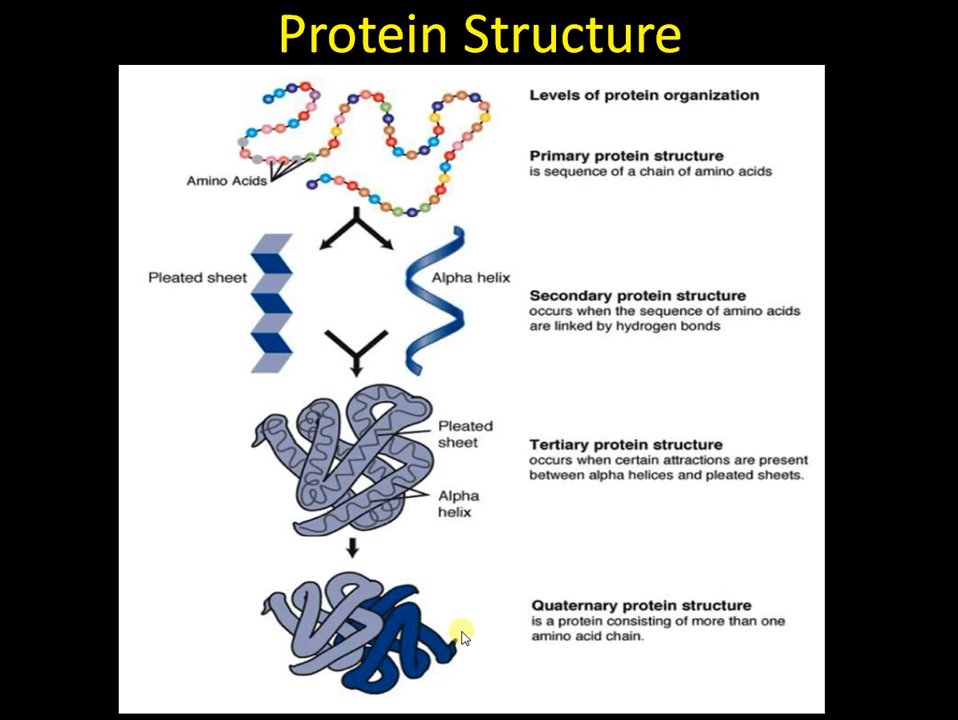 Protein Structure
Levels of protein organization
Primary protein structure
is sequence of a chain of amino acids
Amino Acids
Pleated sheet
Alpha helix
Secondary protein structure
occurs when the sequence of amino acids
are linked by hydrogen bonds
Pleated
sheet
Tertiary protein structure
occurs when certain attractions are present
between alpha helices and pleated sheets.
Alpha
helix
Quaternary protein structure
is a protein consisting of more than one
amino acid chain.